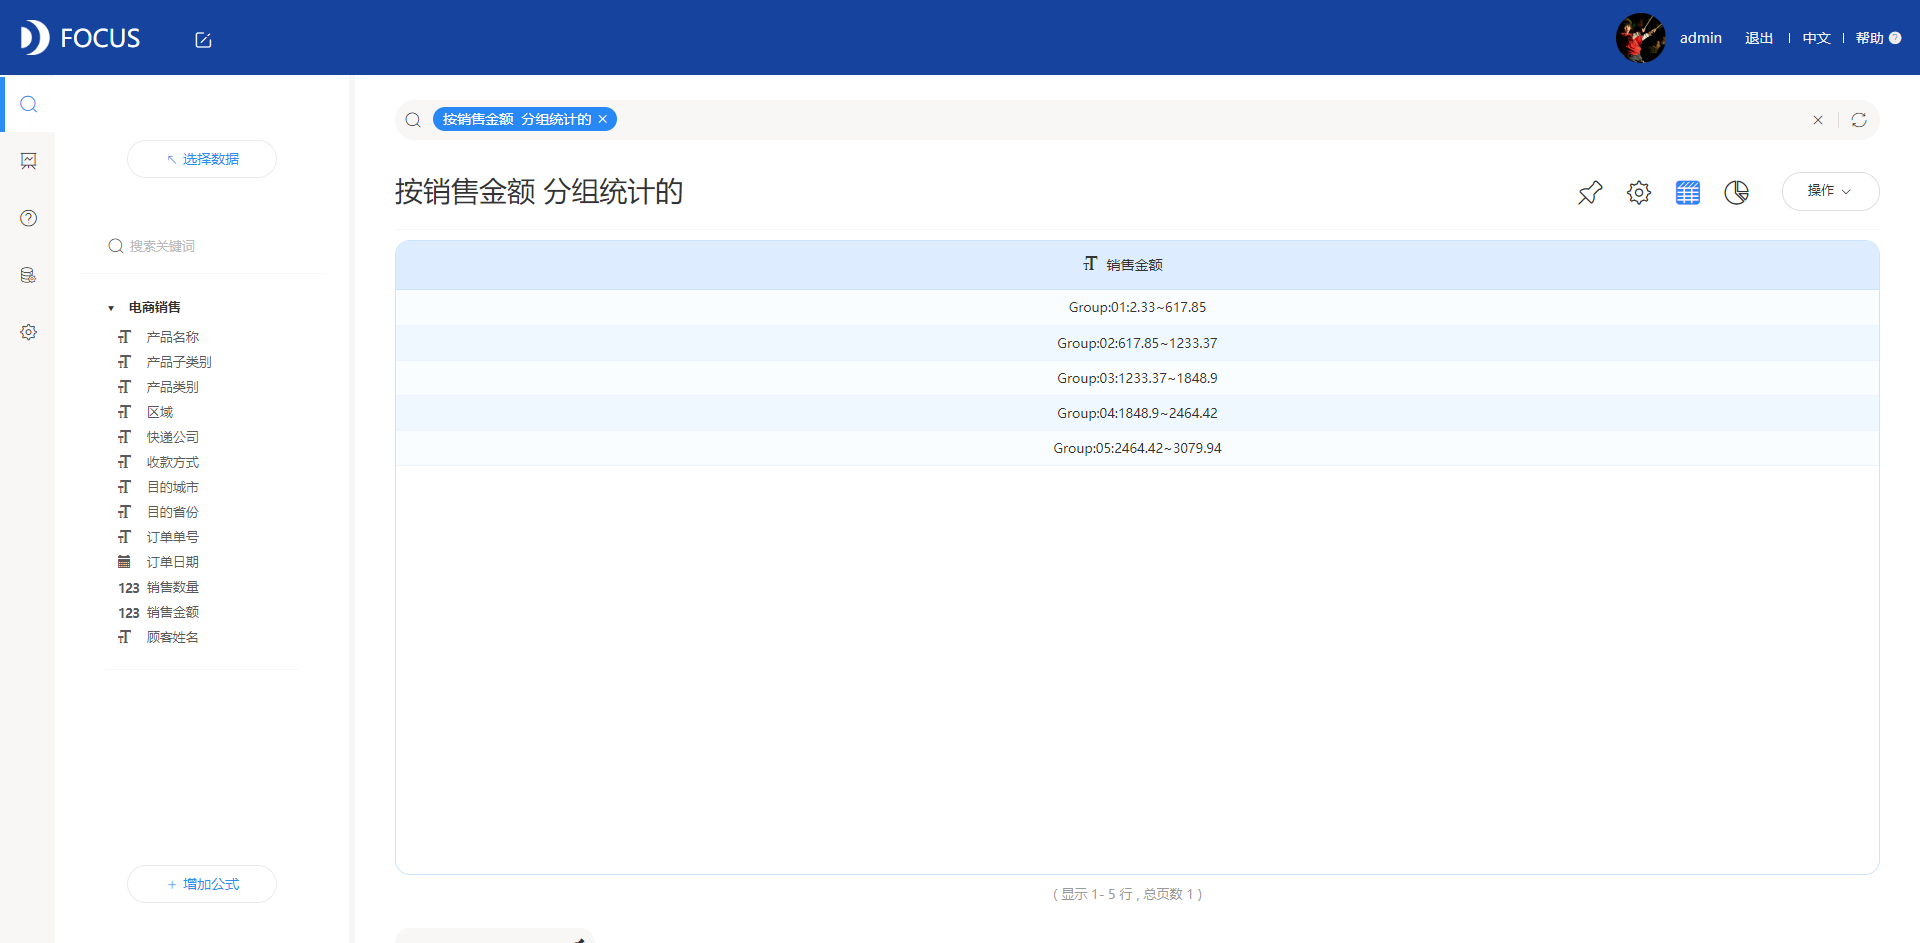 FOCUS
admin 退出 中文 帮助
选择数据
搜索关键词
电商销售
产品名称
产品子类别
产品类别
区域
快递公司
收款方式
目的城市
目的省份
订单单号
订单日期
123 销售数量
123 销售金额
顾客姓名
+ 增加公式
按销售金额 分组统计的
按销售金额 分组统计的
操作
销售金额
Group:01:2.33~617.85
Group:02:617.85~1233.37
Group:03:1233.37~1848.9
Group:04:1848.9~2464.42
Group:05:2464.42~3079.94
( 显示 1- 5 行 , 总页数 1 )